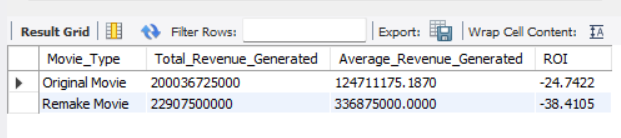 Result Grid Filter Rows: Export: Wrap Cell Content: IA
Movie_Type Total_Revenue_Generated Average_Revenue_Generated ROI
Original Movie 200036725000 124711175.1870 -24.7422
Remake Movie 22907500000 336875000.0000 -38.4105